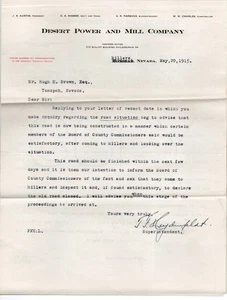 DESERT POWER AND MILL COMPANY
Millers
NEVADA, May, 20, 1913.
Mr. Hugh H. Brown, Esq.,
Tonopah, Nevada.
Dear Sir:
Replying to your letter of recent date in which you make
inquiry regarding the road situation beg to advise that
this road is now being constructed in a manner which certain
members of the Board of County Commissioners said would be
satisfactory, after coming to Millers and looking over the
situation.
This road should be finished within the next few
days and it is then our intention to inform the Board
of County Commissioners of the fact and ask that they come to
Millers and inspect it and, if found satisfactory, to declare
the old road closed. I will advise you when this stage of the
proceedings is arrived at.
Yours very truly,
Superintendent.